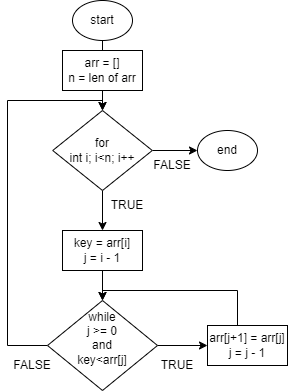 start
arr = []
n = len of arr
for
int i; i<n; i++
FALSE
end
TRUE
key = arr[i]
j = i - 1
while
j >= 0
and
key<arr[j]
FALSE
TRUE
arr[j+1] = arr[j]
j = j - 1